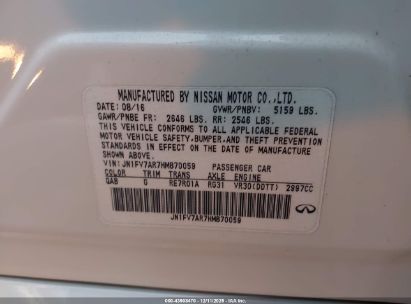 MANUFACTURED BY NISSAN MOTOR CO.,LTD.
DATE: 08/16 GVWR/PNBV: 5159 LBS.
GAWR/PNBE FR: 2646 LBS. RR: 2546 LBS.
THIS VEHICLE CONFORMS TO ALL APPLICABLE FEDERAL
MOTOR VEHICLE SAFETY, BUMPER, AND THEFT PREVENTION
STANDARDS IN EFFECT ON THE DATE OF MANUFACTURE
SHOWN ABOVE.
VIN: JN1FV7AR7HM870059 PASSENGER CAR
COLOR TRIM TRANS AXLE ENGINE
QAB G RE7R01A RG31 VR30(DDTT) 2997CC
JN1FV7AR7HM870059